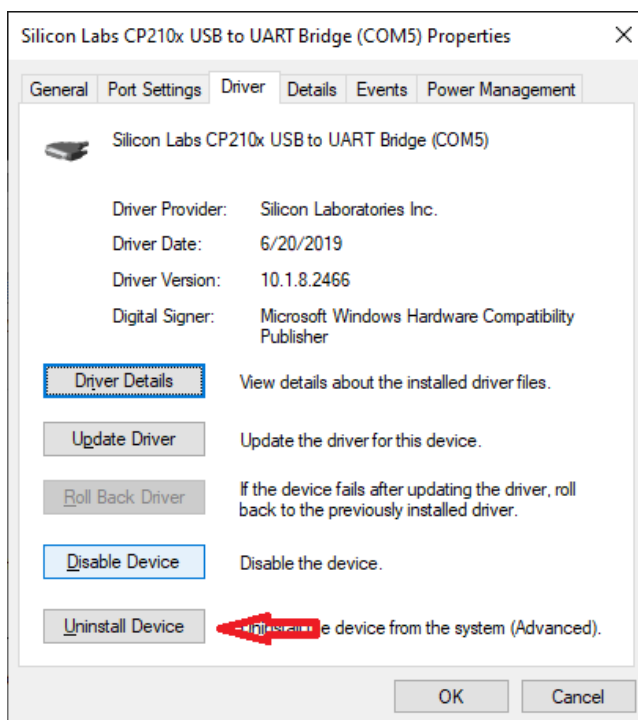 Silicon Labs CP210x USB to UART Bridge (COM5) Properties
General Port Settings Driver Details Events Power Management
Silicon Labs CP210x USB to UART Bridge (COM5)
Driver Provider: Silicon Laboratories Inc.
Driver Date: 6/20/2019
Driver Version: 10.1.8.2466
Digital Signer: Microsoft Windows Hardware Compatibility
Publisher
Driver Details View details about the installed driver files.
Update Driver Update the driver for this device.
Roll Back Driver If the device fails after updating the driver, roll
back to the previously installed driver.
Disable Device Disable the device.
Uninstall Device device from the system (Advanced).
OK Cancel